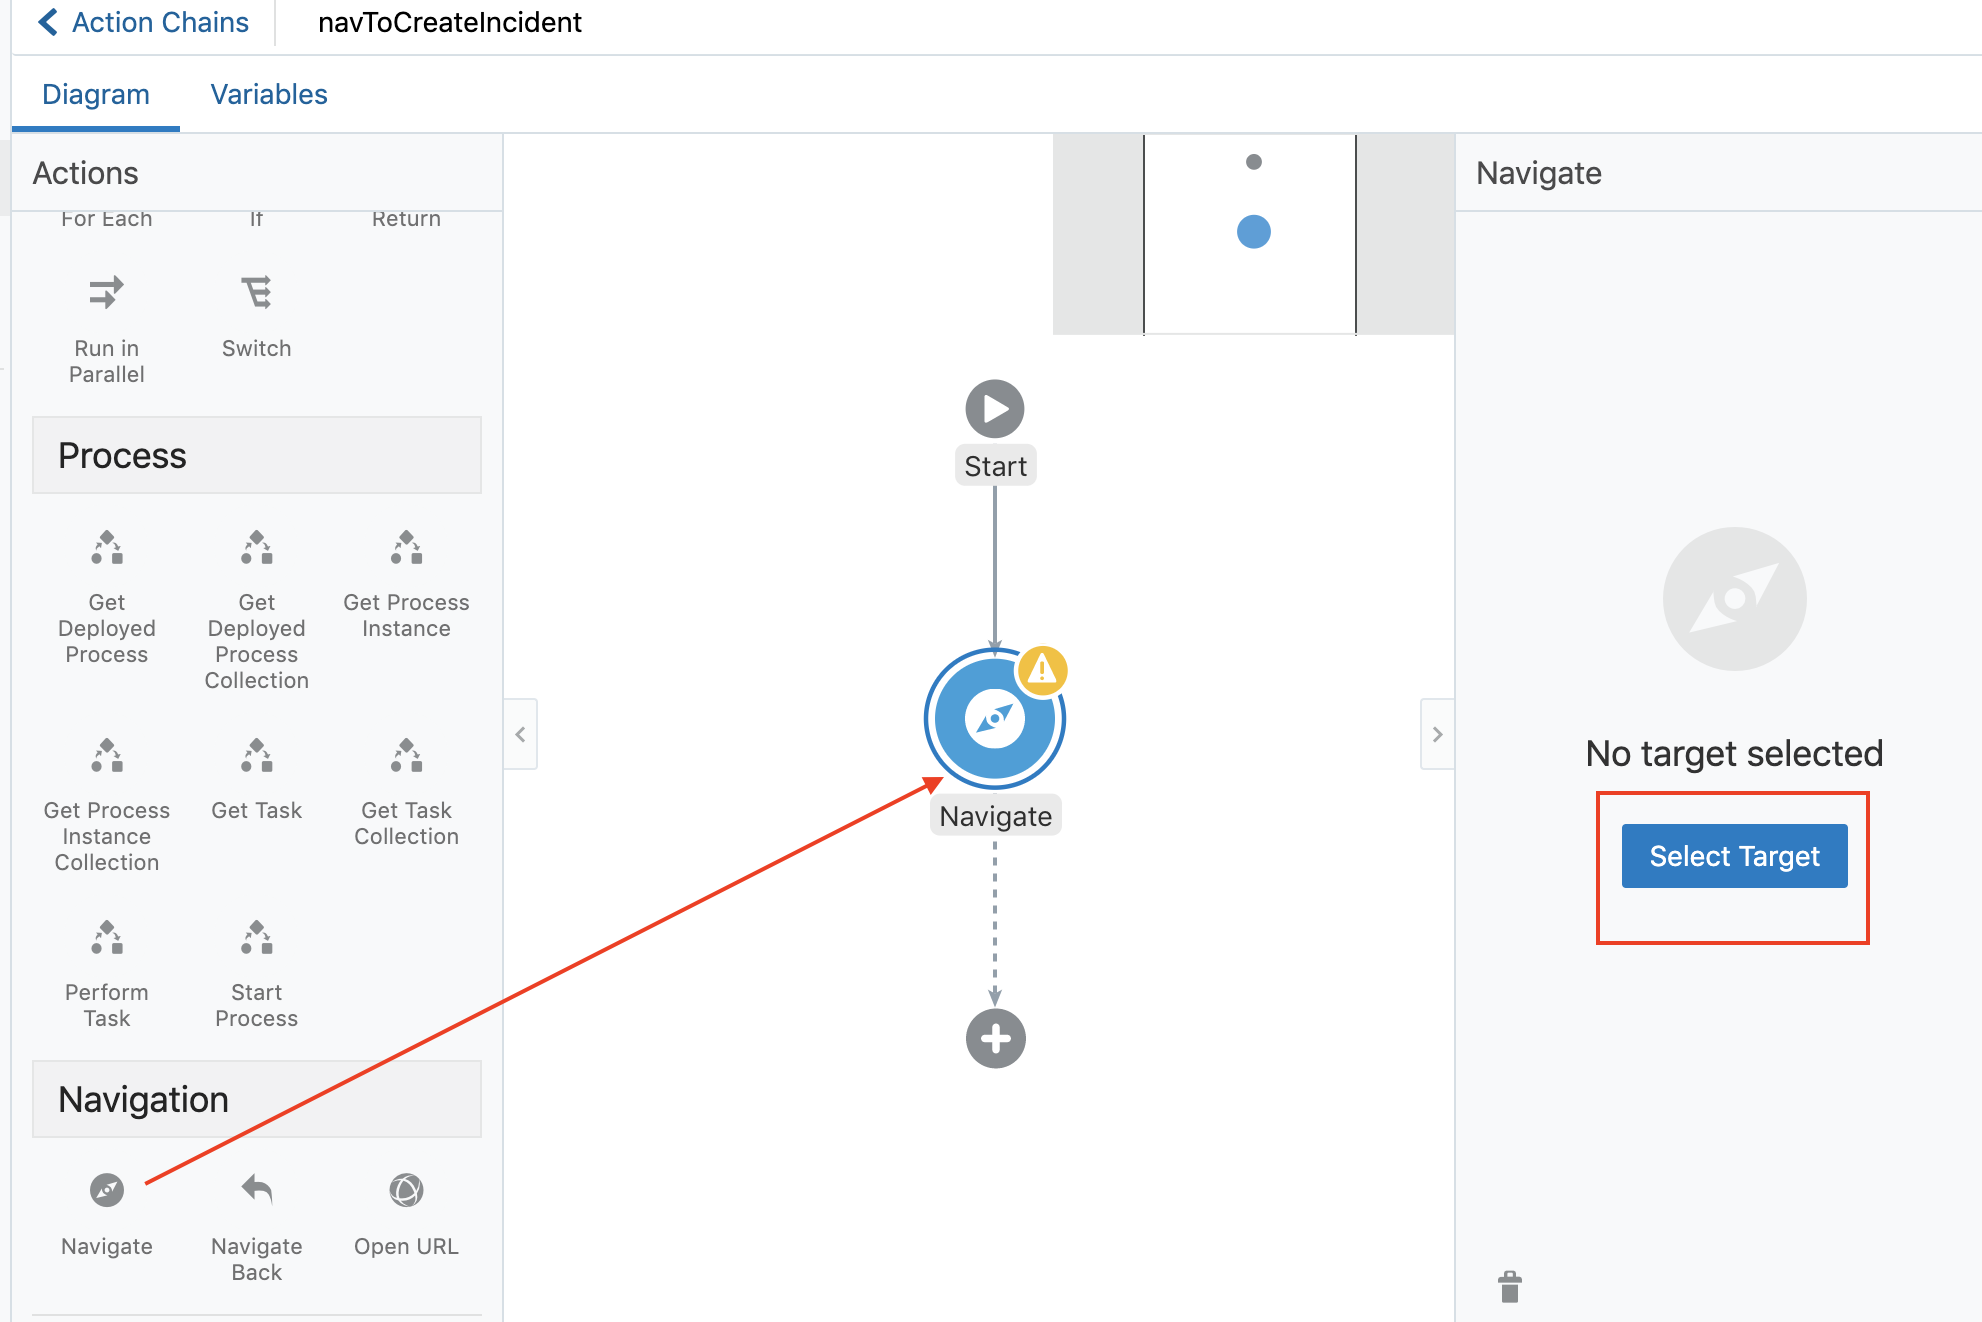 Action Chains
navToCreateIncident
Diagram
Variables
Actions
For Each
If
Return
Run in
Parallel
Switch
Process
Get
Deployed
Process
Get
Deployed
Process
Collection
Get Process
Instance
Get Process
Instance
Collection
Get Task
Get Task
Collection
Perform
Task
Start
Process
Navigation
Navigate
Navigate
Back
Open URL
Start
Navigate
Navigate
No target selected
Select Target